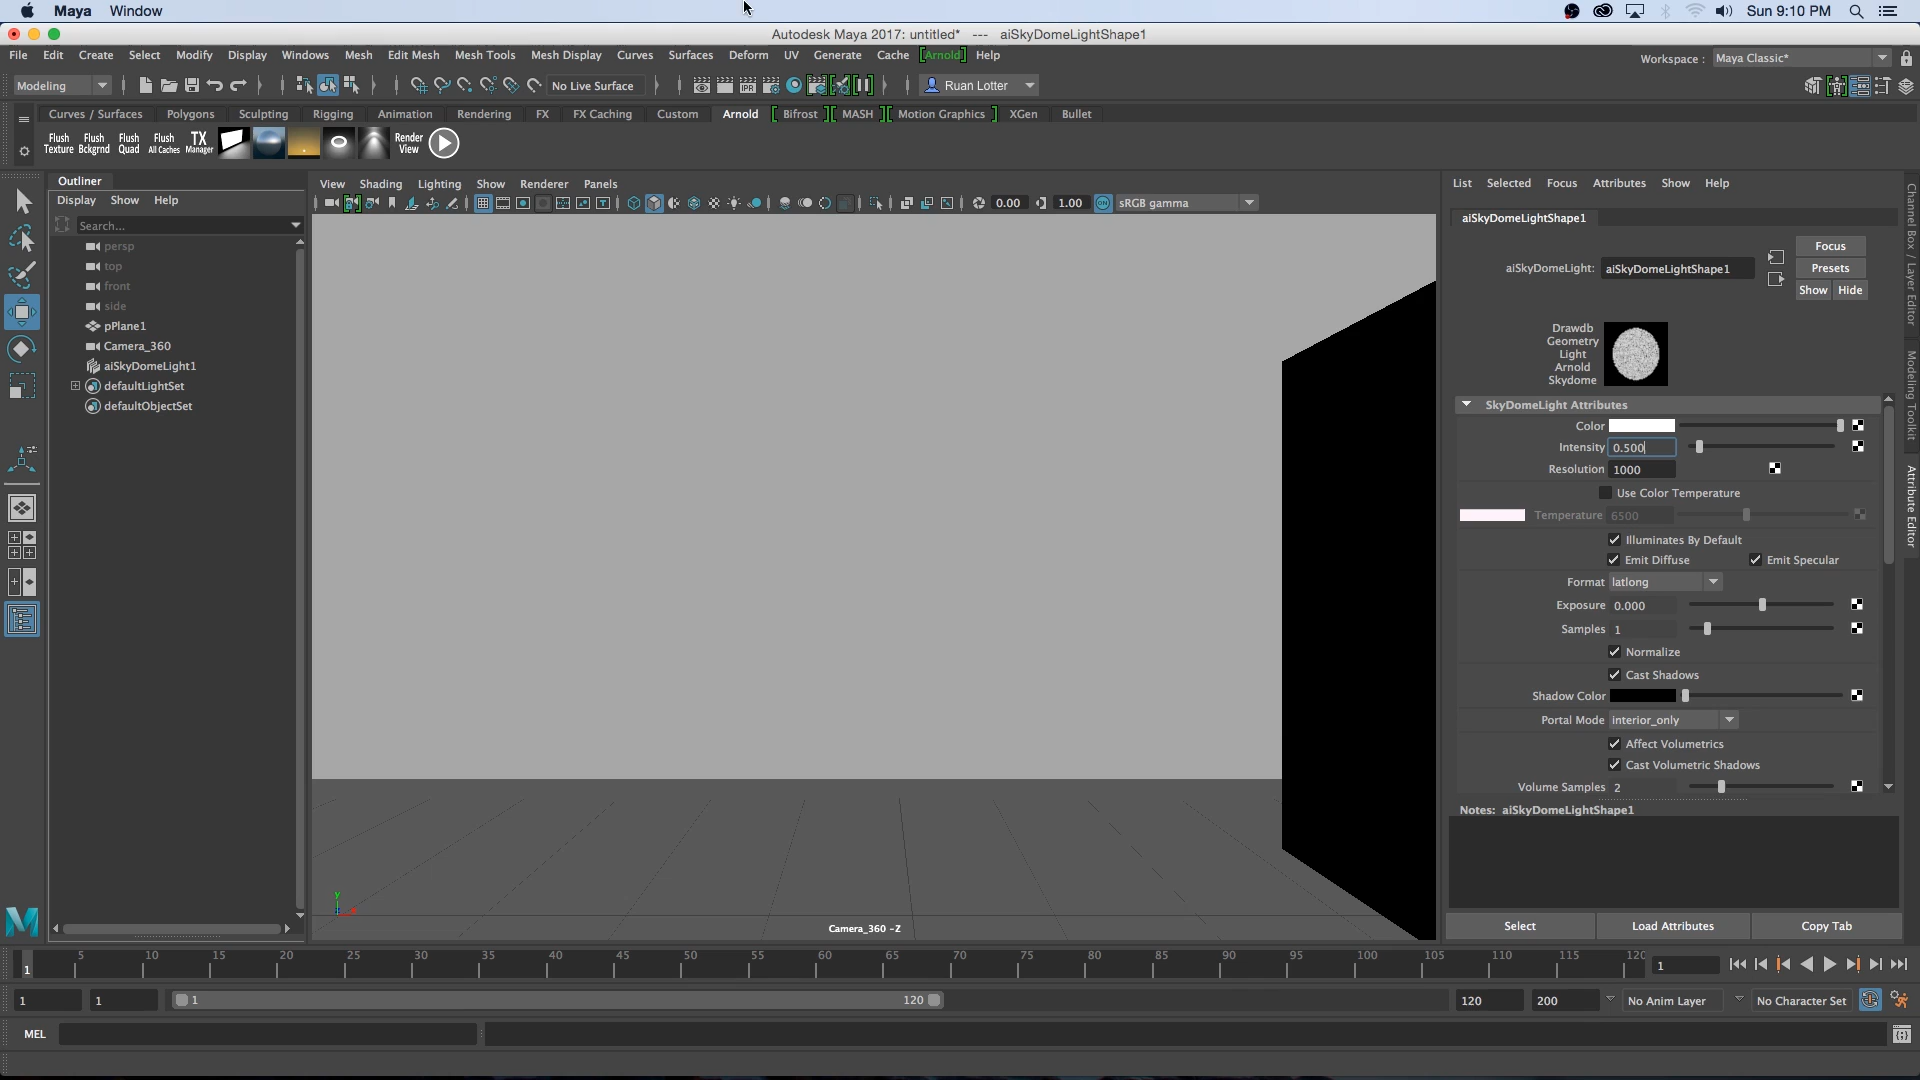 Maya Window Sun 9:10 PM
Autodesk Maya 2017: untitled* --- aiSkyDomeLightShape1
File Edit Create Select Modify Display Windows Mesh Edit Mesh Mesh Tools Mesh Display Curves Surfaces Deform UV Generate Cache [Arnold] Help
Workspace : Maya Classic*
Modeling No Live Surface Ruan Lotter
Curves / Surfaces Polygons Sculpting Rigging Animation Rendering FX FX Caching Custom Arnold [ Bifrost ] [ MASH ] [ Motion Graphics ] XGen Bullet
Flush Texture
Flush Bckgrnd
Flush Quad
Flush All Caches
TX Manager
Render View
Outliner
Display Show Help
Search...
persp
top
front
side
pPlane1
Camera_360
aiSkyDomeLight1
defaultLightSet
defaultObjectSet
View Shading Lighting Show Renderer Panels
0.00 1.00 ON sRGB gamma
y
Camera_360 -Z
List Selected Focus Attributes Show Help
aiSkyDomeLightShape1
aiSkyDomeLight: aiSkyDomeLightShape1
Focus
Presets
Show Hide
Drawdb
Geometry
Light
Arnold
Skydome
SkyDomeLight Attributes
Color
Intensity 0.500
Resolution 1000
Use Color Temperature
Temperature 6500
Illuminates By Default
Emit Diffuse Emit Specular
Format latlong
Exposure 0.000
Samples 1
Normalize
Cast Shadows
Shadow Color
Portal Mode interior_only
Affect Volumetrics
Cast Volumetric Shadows
Volume Samples 2
Notes: aiSkyDomeLightShape1
Select Load Attributes Copy Tab
Channel Box / Layer Editor
Modeling Toolkit
Attribute Editor
1 5 10 15 20 25 30 35 40 45 50 55 60 65 70 75 80 85 90 95 100 105 110 115 120 1
1 1 1 120 120 200 No Anim Layer No Character Set
MEL